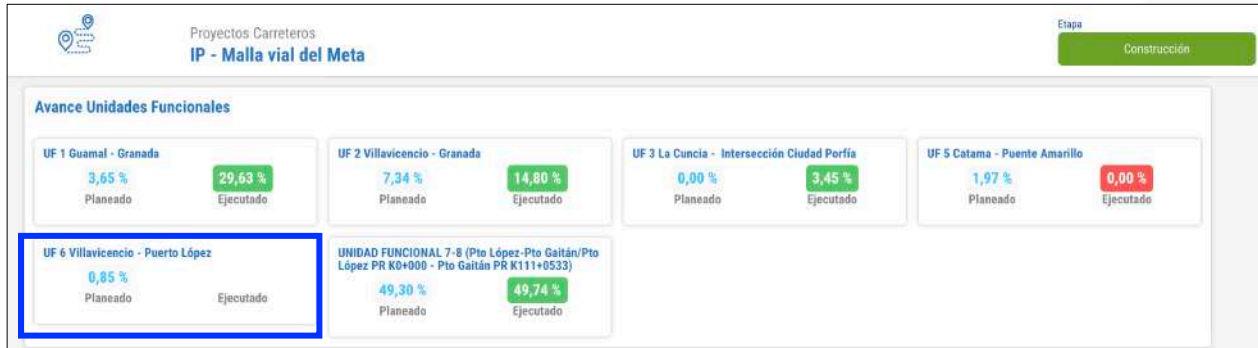 Proyectos Carreteros
IP - Malla vial del Meta
Etapa
Construcción
Avance Unidades Funcionales
UF 1 Guamal - Granada
3,65 %
29,63 %
Planeado
Ejecutado
UF 2 Villavicencio - Granada
7,34 %
14,80 %
Planeado
Ejecutado
UF 3 La Cuncia - Intersección Ciudad Porfía
0,00 %
3,45 %
Planeado
Ejecutado
UF 5 Catama - Puente Amarillo
1,97 %
0,00 %
Planeado
Ejecutado
UF 6 Villavicencio - Puerto López
0,85 %
Planeado
Ejecutado
UNIDAD FUNCIONAL 7-8 (Pto López-Pto Gaitán/Pto
López PR K0+000 - Pto Gaitán PR K111+0533)
49,30 %
49,74 %
Planeado
Ejecutado